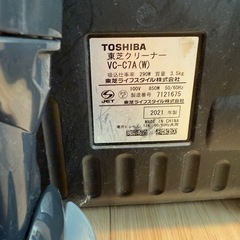 TOSHIBA
東芝クリーナー
VC-C7A(W)
吸込仕事率 290W 質量 3.5kg
東芝ライフスタイル株式会社
100V 850W 50/60Hz
製造番号 7121675
東芝ライフスタイル株式会社
JET
2021 年製
MADE IN CHINA